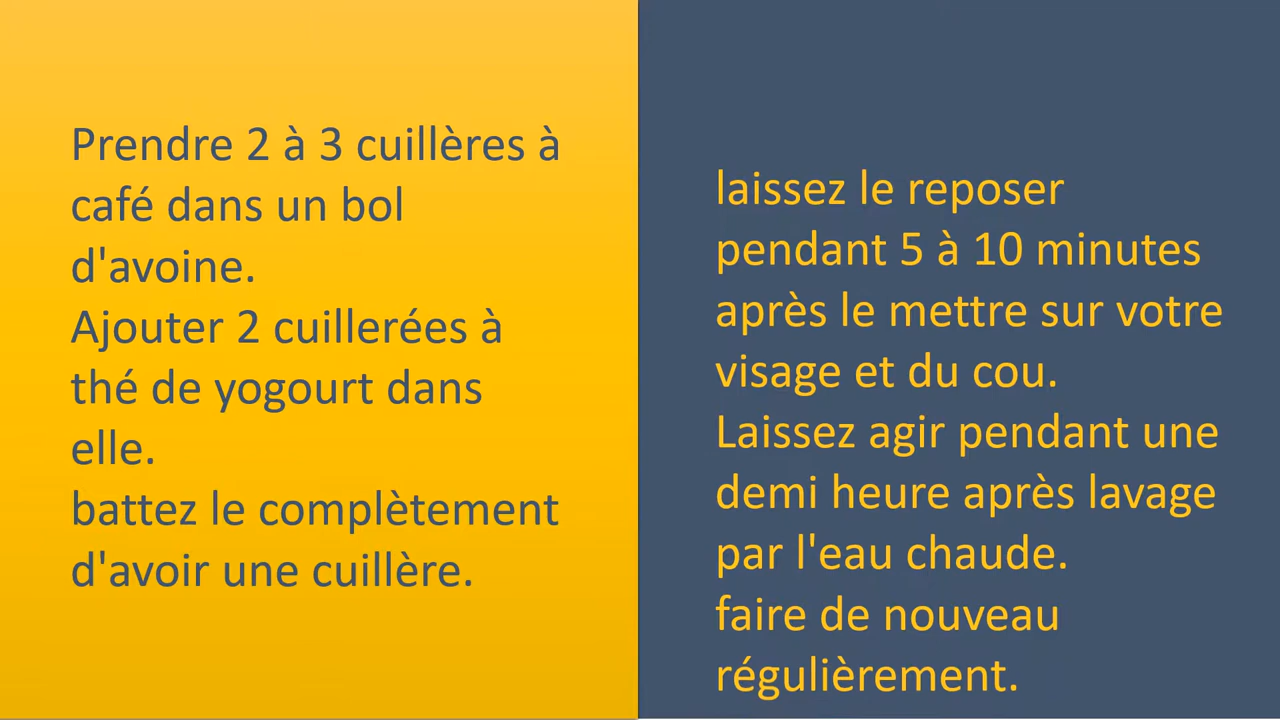 Prendre 2 à 3 cuillères à
café dans un bol
d'avoine.
Ajouter 2 cuillerées à
thé de yogourt dans
elle.
battez le complètement
d'avoir une cuillère.
laissez le reposer
pendant 5 à 10 minutes
après le mettre sur votre
visage et du cou.
Laissez agir pendant une
demi heure après lavage
par l'eau chaude.
faire de nouveau
régulièrement.